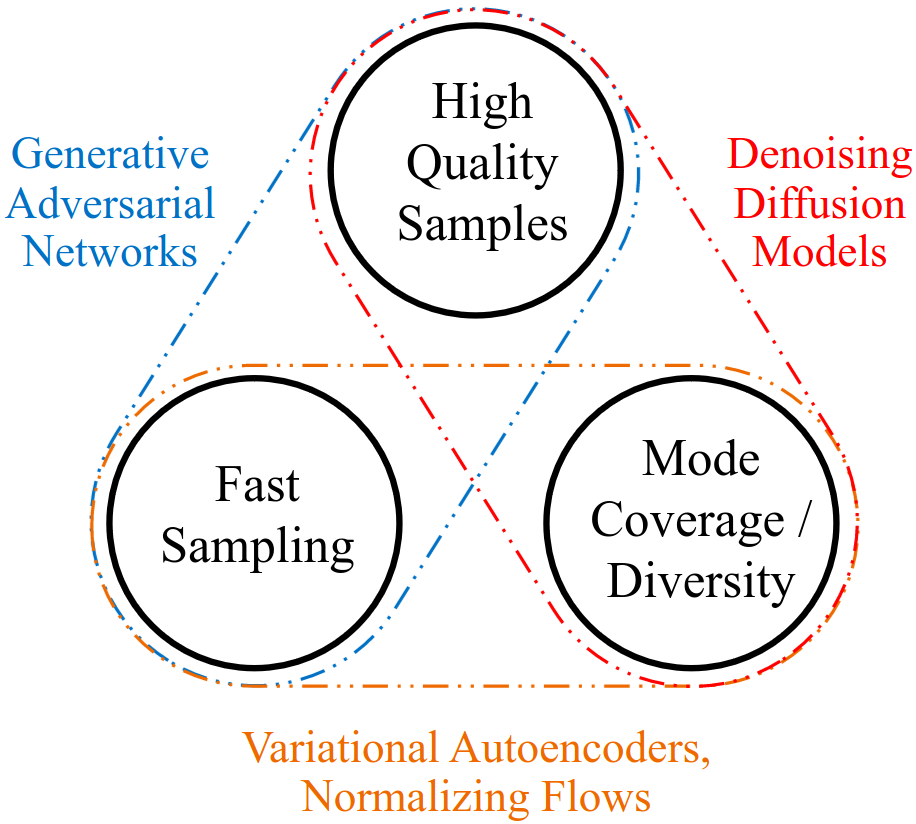 High
Quality
Samples
Generative
Adversarial
Networks
Denoising
Diffusion
Models
Fast
Sampling
Mode
Coverage /
Diversity
Variational Autoencoders,
Normalizing Flows